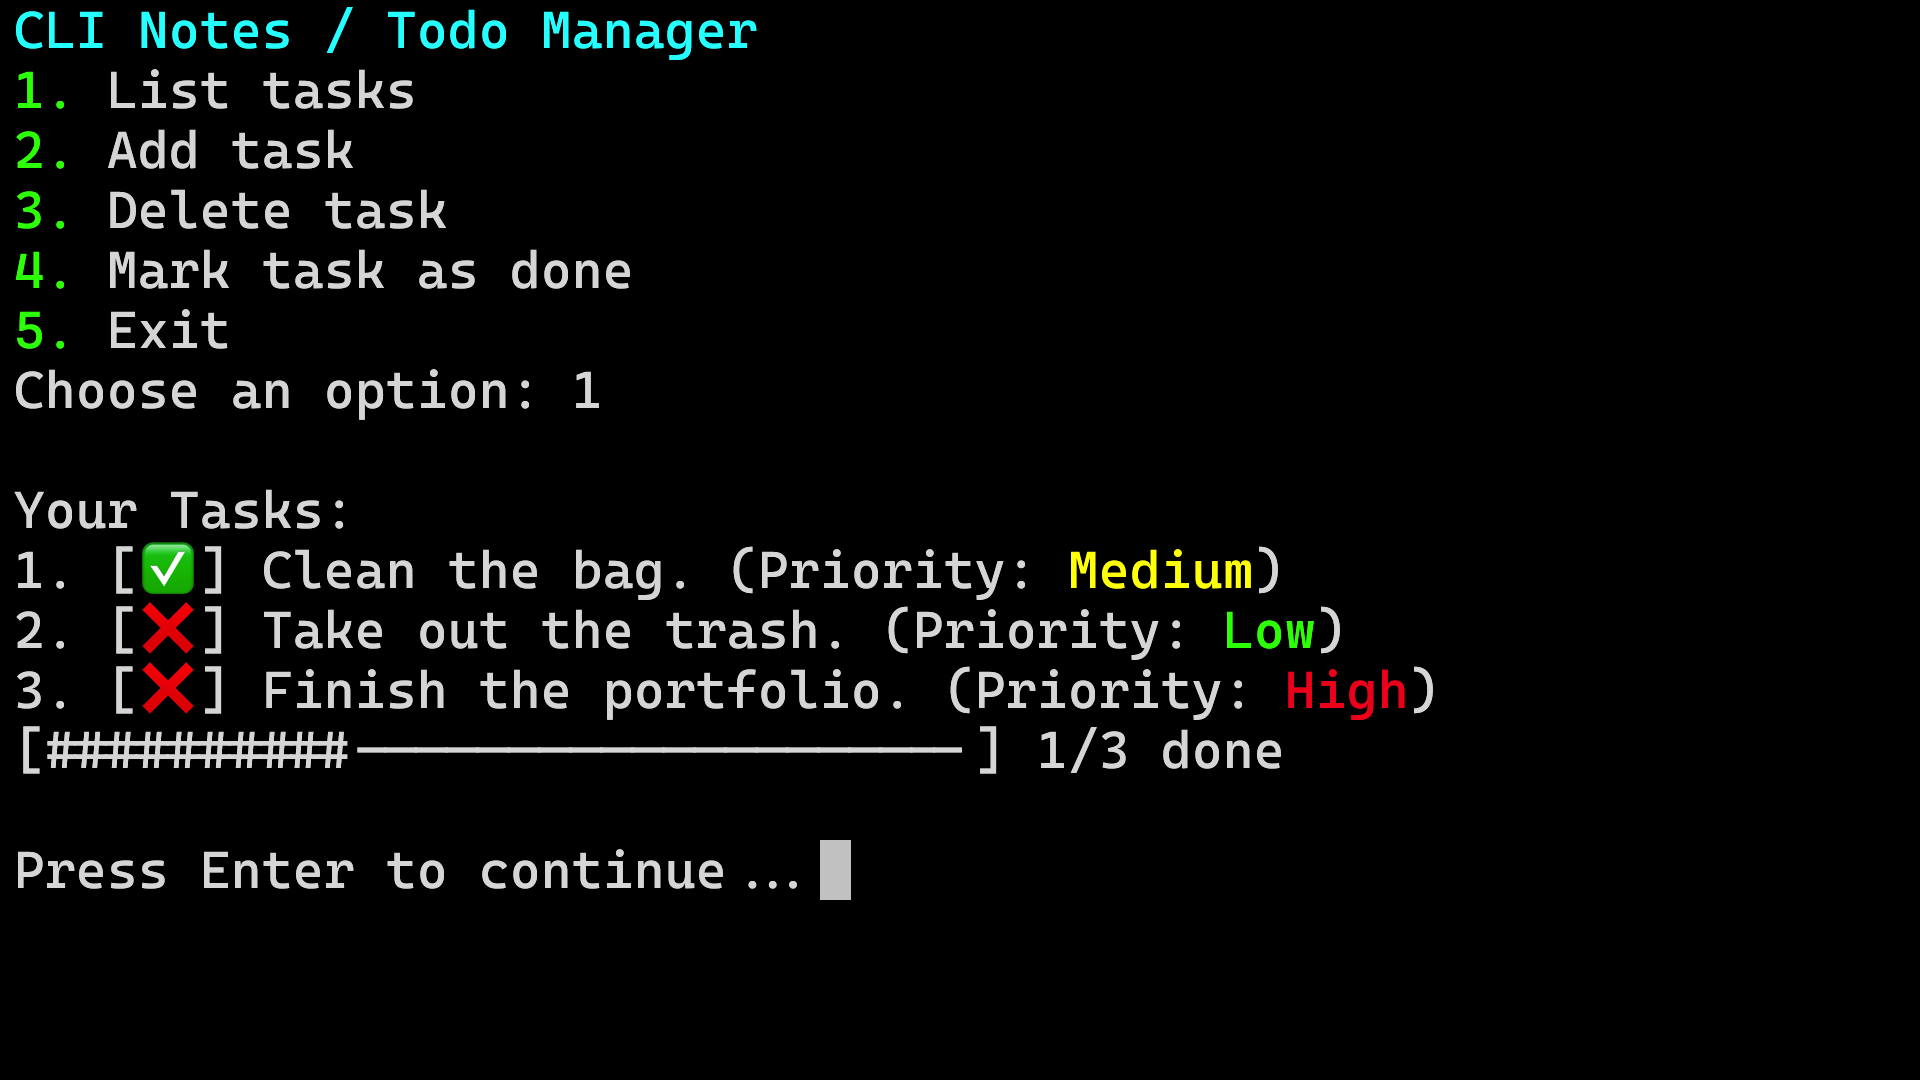 CLI Notes / Todo Manager
1. List tasks
2. Add task
3. Delete task
4. Mark task as done
5. Exit
Choose an option: 1
Your Tasks:
1. [✅] Clean the bag. (Priority: Medium)
2. [❌] Take out the trash. (Priority: Low)
3. [❌] Finish the portfolio. (Priority: High)
[##########--------------------] 1/3 done
Press Enter to continue...